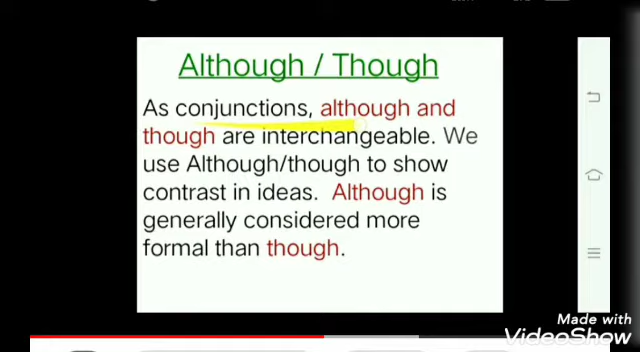 Although / Though
As conjunctions, although and
though are interchangeable. We
use Although/though to show
contrast in ideas. Although is
generally considered more
formal than though.
Made with
VideoShow